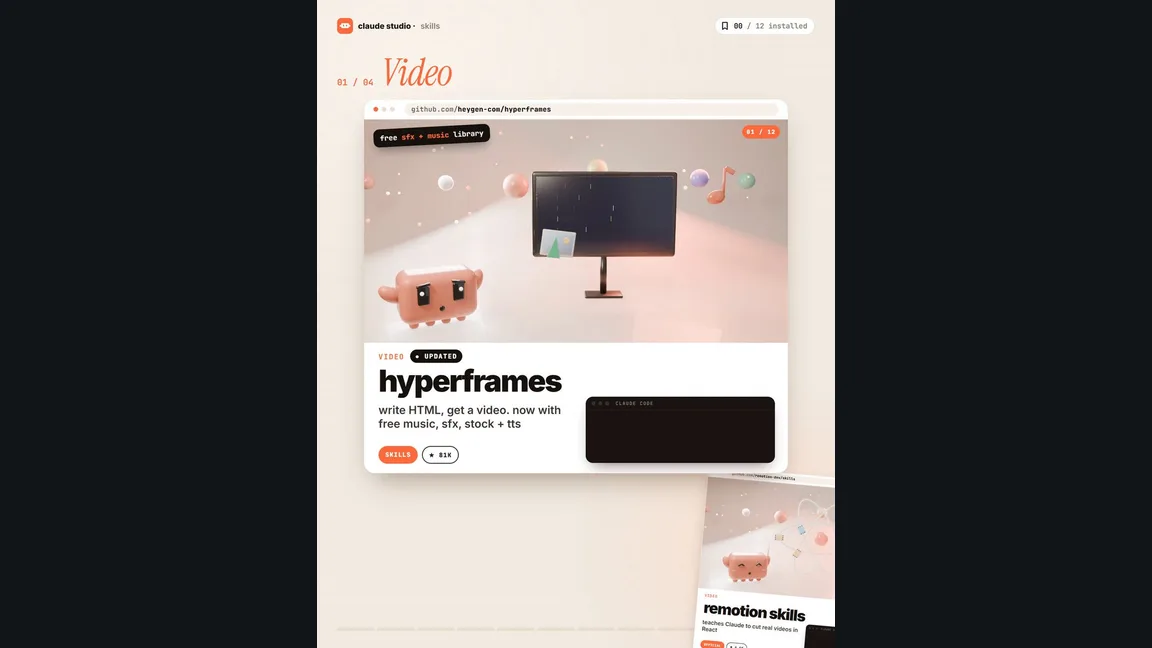 claude studio · skills
00 / 12 installed
01 / 04 Video
github.com/heygen-com/hyperframes
free sfx + music library
01 / 12
VIDEO
UPDATED
hyperframes
write HTML, get a video. now with
free music, sfx, stock + tts
SKILLS
★ 81K
CLAUDE CODE
VIDEO
remotion skills
teaches Claude to cut real videos in
React